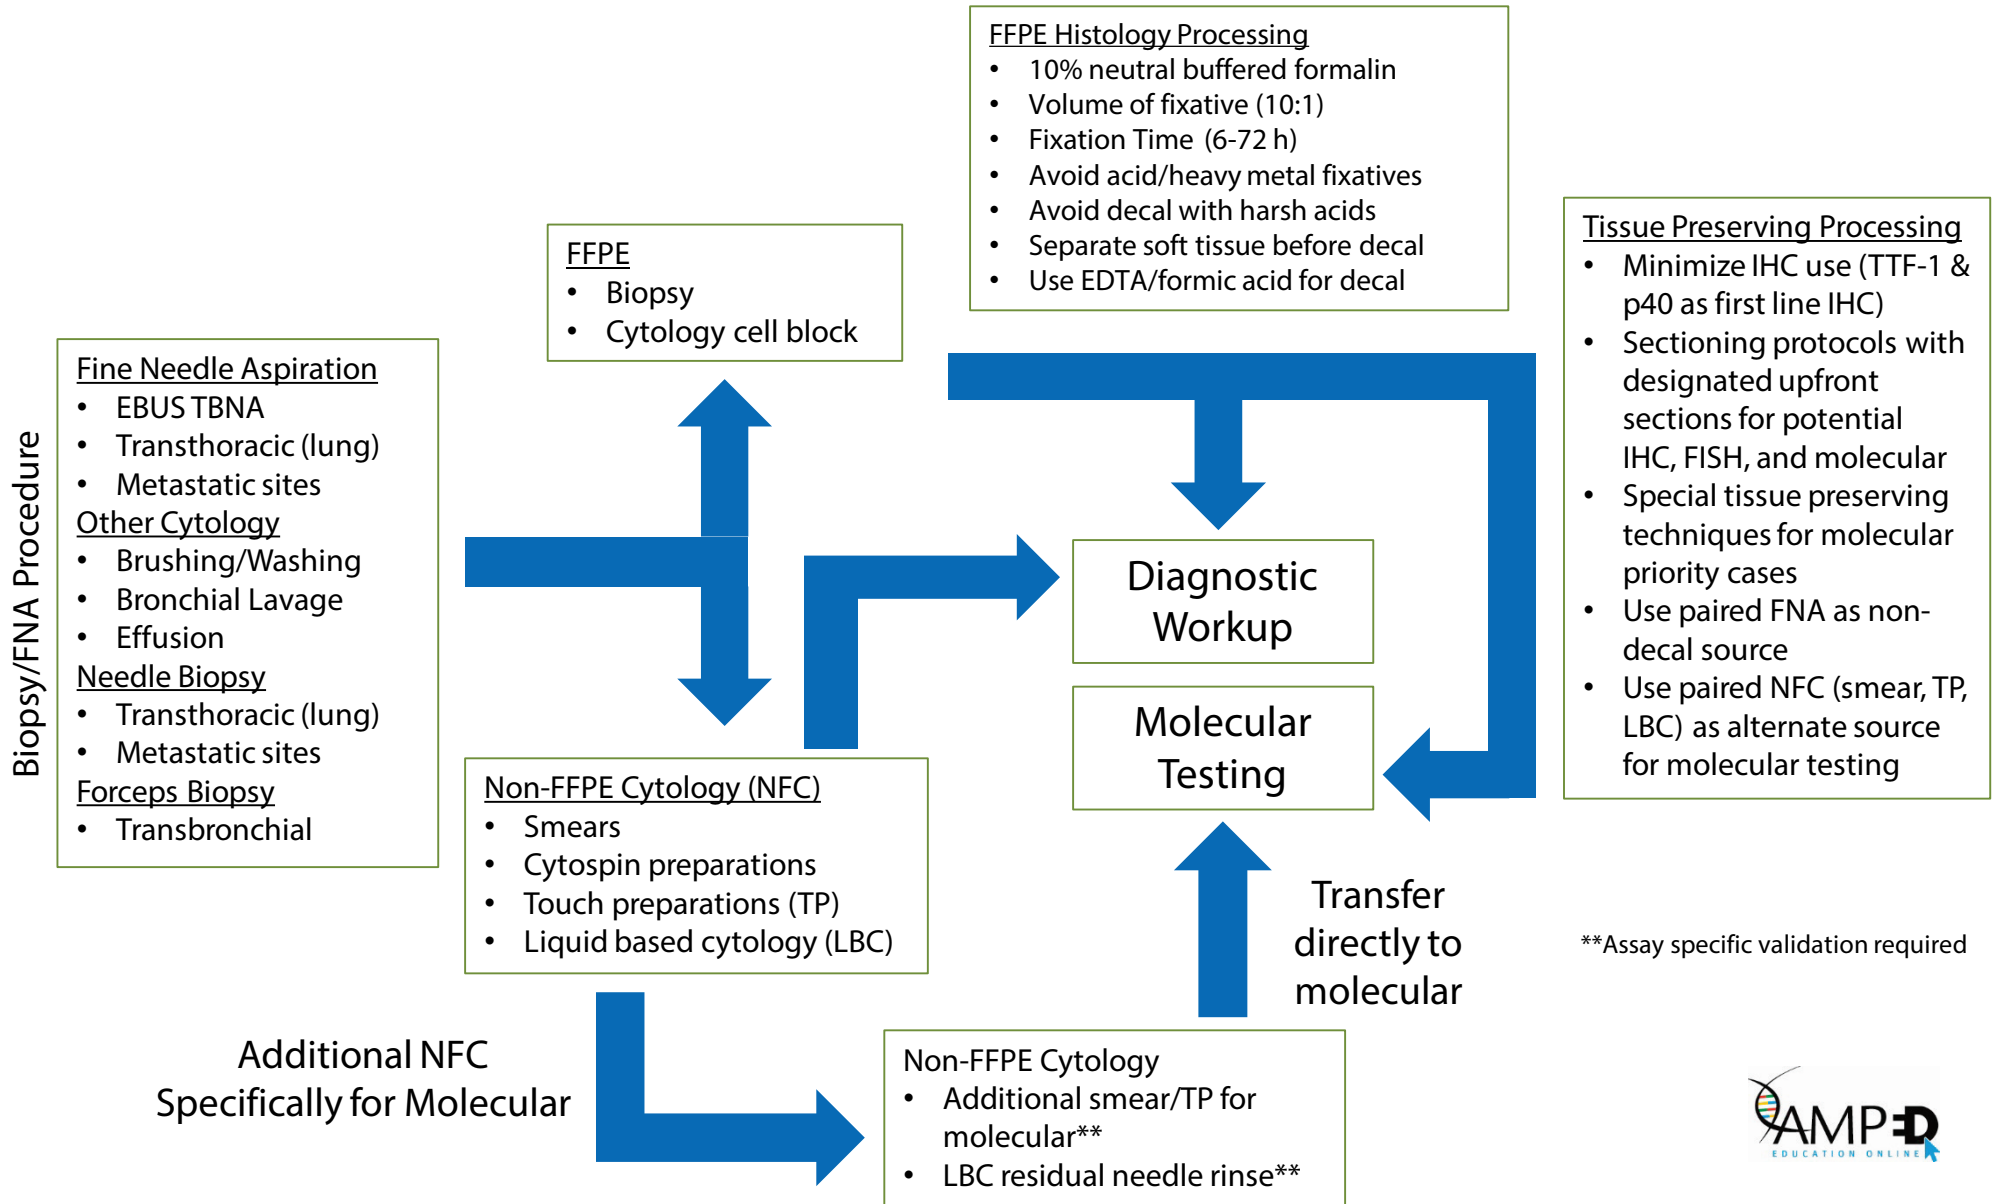 Biopsy/FNA Procedure
Fine Needle Aspiration
• EBUS TBNA
• Transthoracic (lung)
• Metastatic sites
Other Cytology
• Brushing/Washing
• Bronchial Lavage
• Effusion
Needle Biopsy
• Transthoracic (lung)
• Metastatic sites
Forceps Biopsy
• Transbronchial
FFPE
• Biopsy
• Cytology cell block
FFPE Histology Processing
• 10% neutral buffered formalin
• Volume of fixative (10:1)
• Fixation Time (6-72 h)
• Avoid acid/heavy metal fixatives
• Avoid decal with harsh acids
• Separate soft tissue before decal
• Use EDTA/formic acid for decal
Tissue Preserving Processing
• Minimize IHC use (TTF-1 &
p40 as first line IHC)
• Sectioning protocols with
designated upfront
sections for potential
IHC, FISH, and molecular
• Special tissue preserving
techniques for molecular
priority cases
• Use paired FNA as non-
decal source
• Use paired NFC (smear, TP,
LBC) as alternate source
for molecular testing
Diagnostic
Workup
Molecular
Testing
Non-FFPE Cytology (NFC)
• Smears
• Cytospin preparations
• Touch preparations (TP)
• Liquid based cytology (LBC)
Transfer
directly to
molecular
**Assay specific validation required
Additional NFC
Specifically for Molecular
Non-FFPE Cytology
• Additional smear/TP for
molecular**
• LBC residual needle rinse**
AMPED
EDUCATION ONLINE